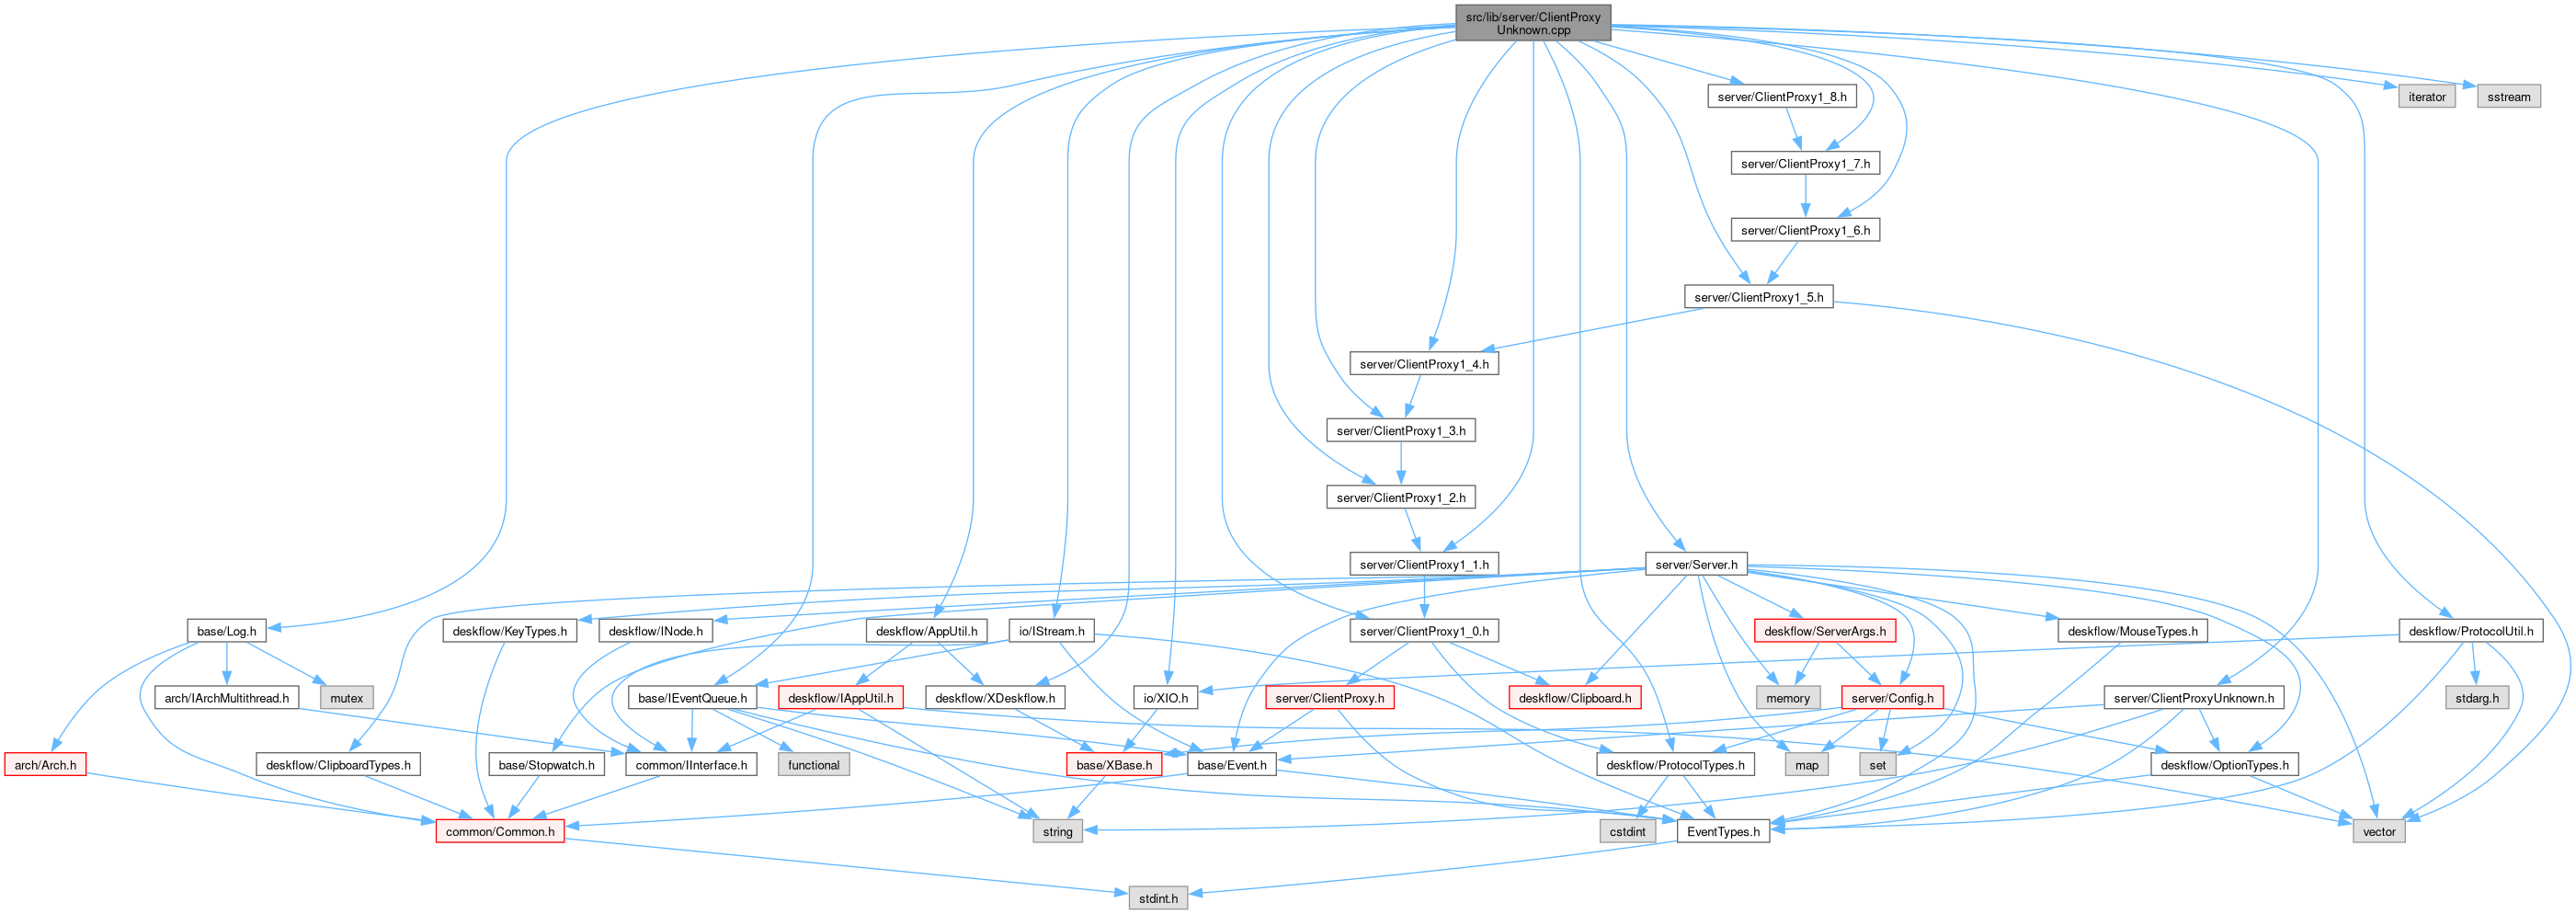 src/lib/server/ClientProxy
Unknown.cpp
server/ClientProxy1_8.h
iterator
sstream
server/ClientProxy1_7.h
server/ClientProxy1_6.h
server/ClientProxy1_5.h
server/ClientProxy1_4.h
server/ClientProxy1_3.h
server/ClientProxy1_2.h
server/ClientProxy1_1.h
server/Server.h
base/Log.h
deskflow/KeyTypes.h
deskflow/INode.h
deskflow/AppUtil.h
io/IStream.h
server/ClientProxy1_0.h
deskflow/ServerArgs.h
deskflow/MouseTypes.h
deskflow/ProtocolUtil.h
arch/IArchMultithread.h
mutex
base/IEventQueue.h
deskflow/IAppUtil.h
deskflow/XDeskflow.h
io/XIO.h
server/ClientProxy.h
deskflow/Clipboard.h
memory
server/Config.h
server/ClientProxyUnknown.h
stdarg.h
arch/Arch.h
deskflow/ClipboardTypes.h
base/Stopwatch.h
common/IInterface.h
functional
base/XBase.h
base/Event.h
deskflow/ProtocolTypes.h
map
set
deskflow/OptionTypes.h
common/Common.h
string
cstdint
EventTypes.h
vector
stdint.h